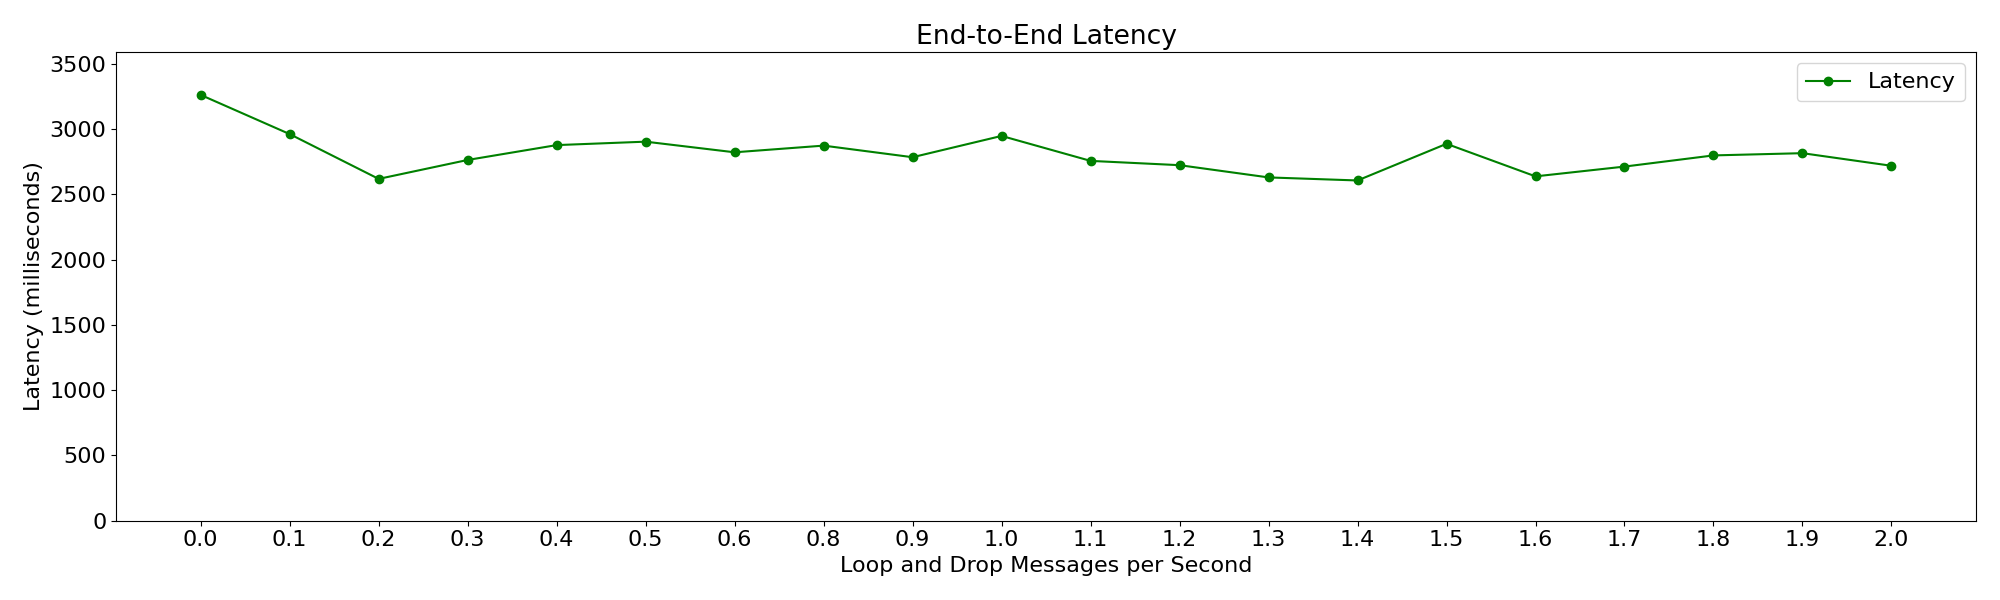 End-to-End Latency
Latency
Latency (milliseconds)
3500
3000
2500
2000
1500
1000
500
0
0.0 0.1 0.2 0.3 0.4 0.5 0.6 0.8 0.9 1.0 1.1 1.2 1.3 1.4 1.5 1.6 1.7 1.8 1.9 2.0
Loop and Drop Messages per Second